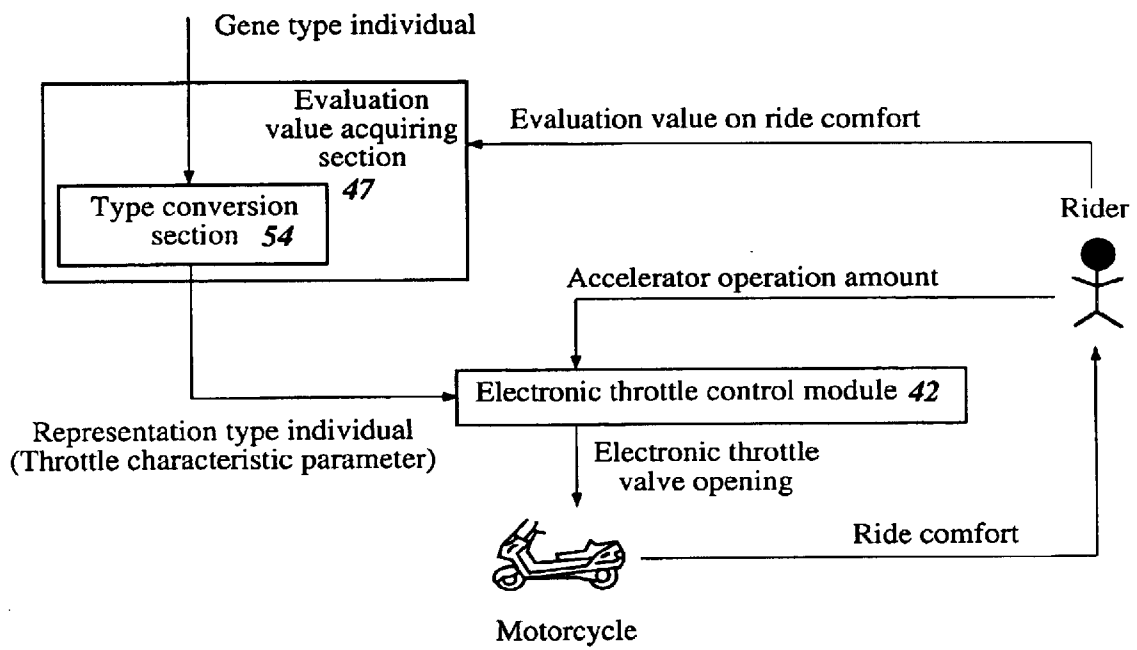 Gene type individual
Evaluation
value acquiring
section
47
Evaluation value on ride comfort
Type conversion
section 54
Rider
Accelerator operation amount
Electronic throttle control module 42
Representation type individual
(Throttle characteristic parameter)
Electronic throttle
valve opening
Ride comfort
Motorcycle